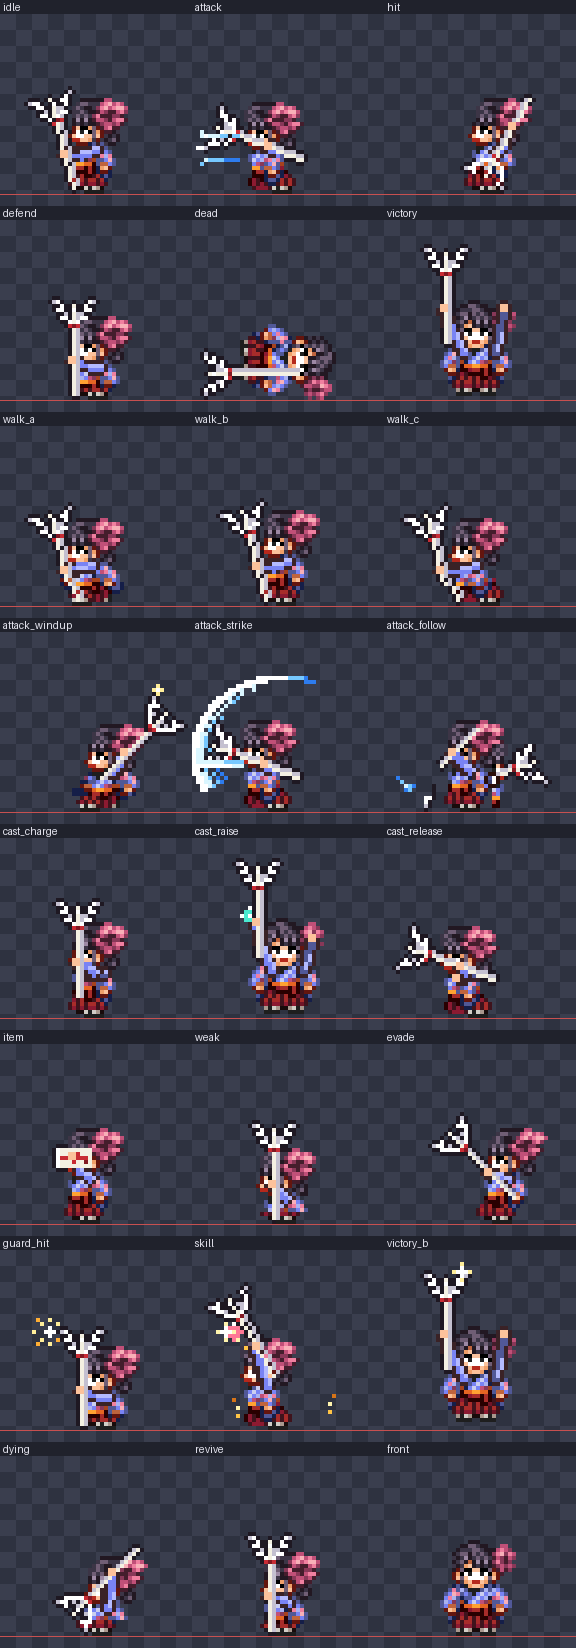 idle attack hit
defend dead victory
walk_a walk_b walk_c
attack_windup attack_strike attack_follow
cast_charge cast_raise cast_release
item weak evade
guard_hit skill victory_b
dying revive front